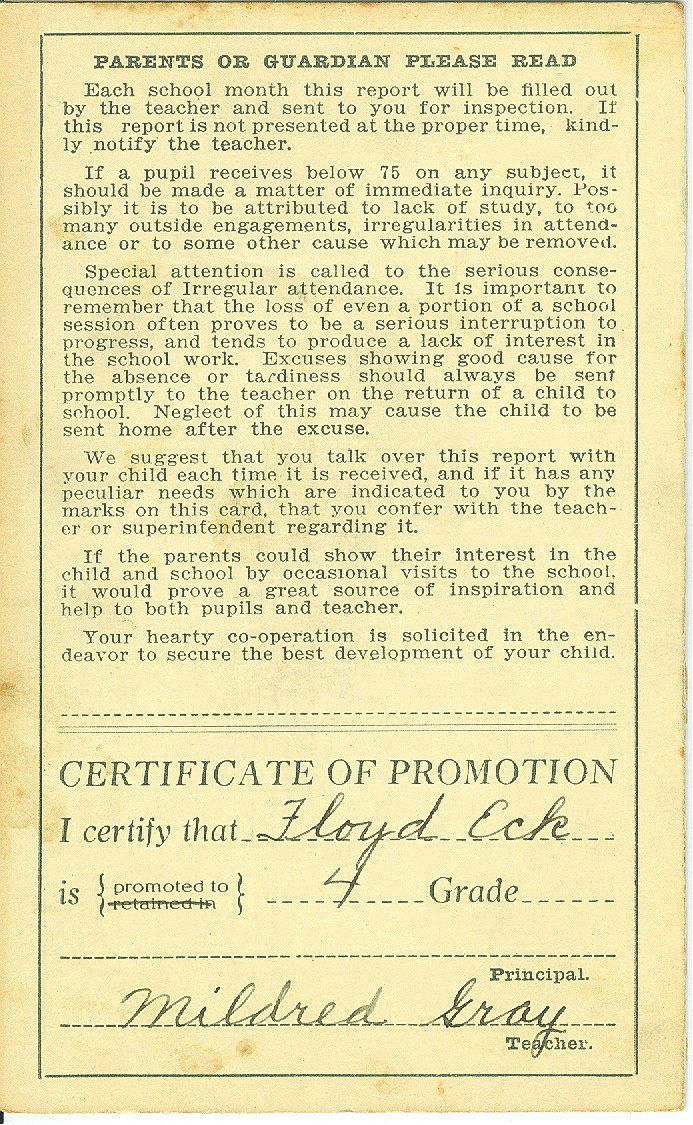 PARENTS OR GUARDIAN PLEASE READ
Each school month this report will be filled out
by the teacher and sent to you for inspection. If
this report is not presented at the proper time, kind-
ly notify the teacher.
If a pupil receives below 75 on any subject, it
should be made a matter of immediate inquiry. Pos-
sibly it is to be attributed to lack of study, to too
many outside engagements, irregularities in attend-
ance or to some other cause which may be removed.
Special attention is called to the serious conse-
quences of Irregular attendance. It is important to
remember that the loss of even a portion of a school
session often proves to be a serious interruption to
progress, and tends to produce a lack of interest in
the school work. Excuses showing good cause for
the absence or tardiness should always be sent
promptly to the teacher on the return of a child to
school. Neglect of this may cause the child to be
sent home after the excuse.
We suggest that you talk over this report with
your child each time it is received, and if it has any
peculiar needs which are indicated to you by the
marks on this card, that you confer with the teach-
er or superintendent regarding it.
If the parents could show their interest in the
child and school by occasional visits to the school,
it would prove a great source of inspiration and
help to both pupils and teacher.
Your hearty co-operation is solicited in the en-
deavor to secure the best development of your child.
CERTIFICATE OF PROMOTION
I certify that Floyd Eck
is { promoted to
retained in } 4 Grade
Principal.
Mildred Gray
Teacher.